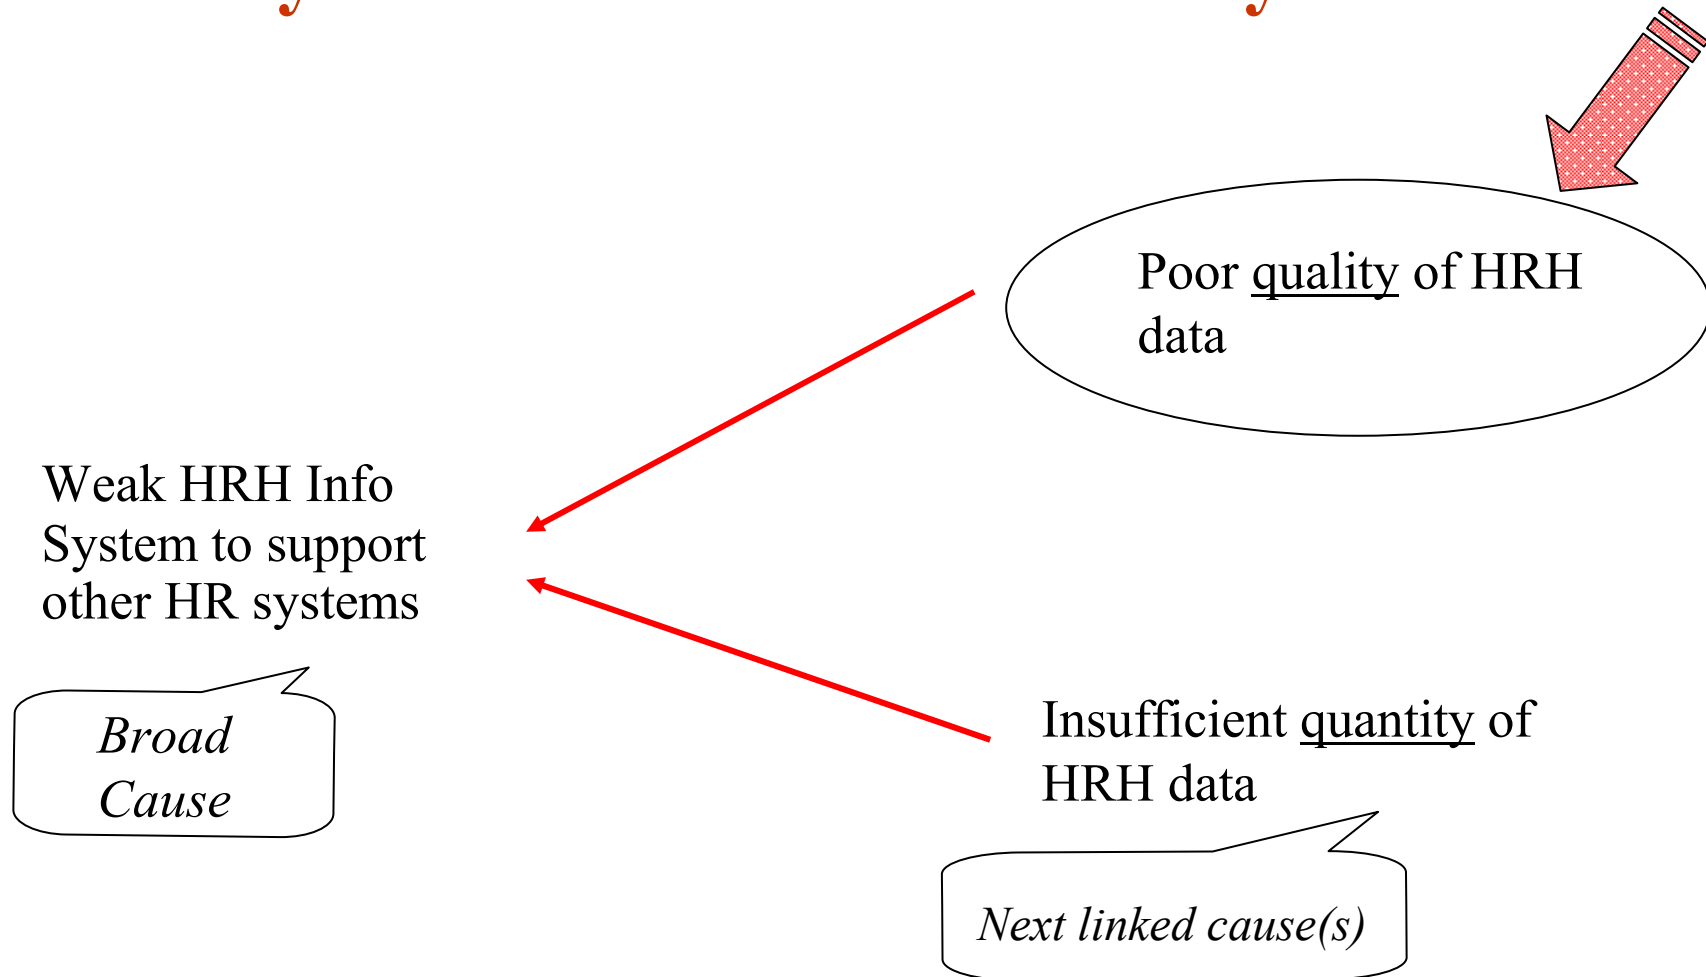 Poor quality of HRH
data
Weak HRH Info
System to support
other HR systems
Broad
Cause
Insufficient quantity of
HRH data
Next linked cause(s)